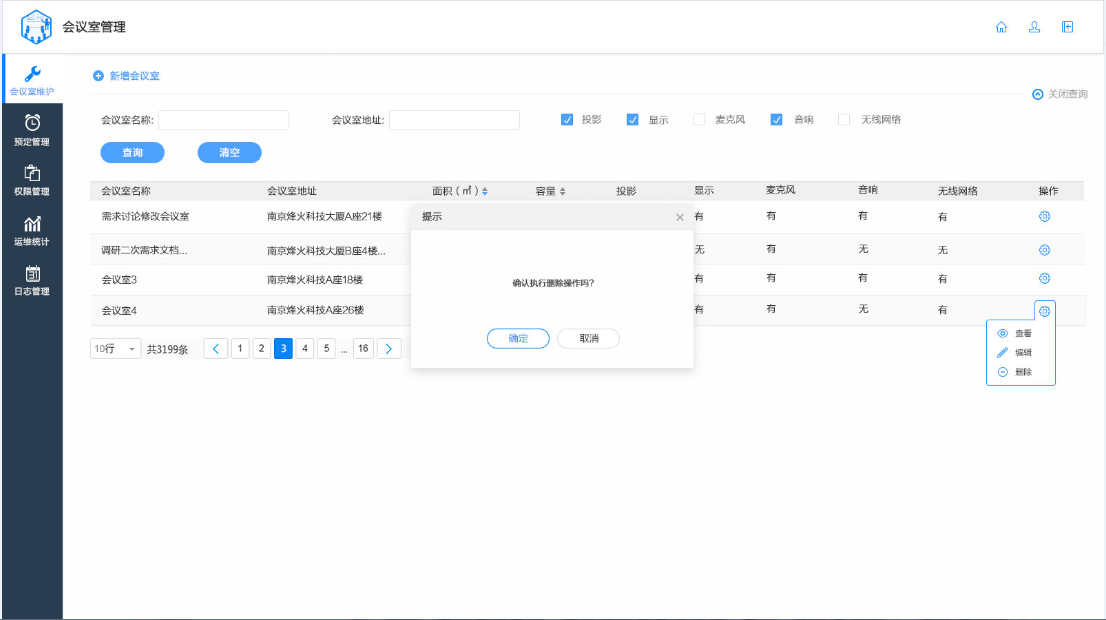 会议室管理
会议室维护
预定管理
权限管理
运维统计
日志管理
新增会议室
关闭查询
会议室名称: 会议室地址: 投影 显示 麦克风 音响 无线网络
查询 清空
会议室名称 会议室地址 面积（㎡） 容量 投影 显示 麦克风 音响 无线网络 操作
需求讨论修改会议室 南京烽火科技大厦A座21楼 有 有 有 有
调研二次需求文档... 南京烽火科技大厦B座4楼... 无 有 无 无
会议室3 南京烽火科技A座18楼 有 有 有 有
会议室4 南京烽火科技A座26楼 有 有 无 有
提示
确认执行删除操作吗?
确定 取消
查看
编辑
删除
10行 共3199条 1 2 3 4 5 ... 16